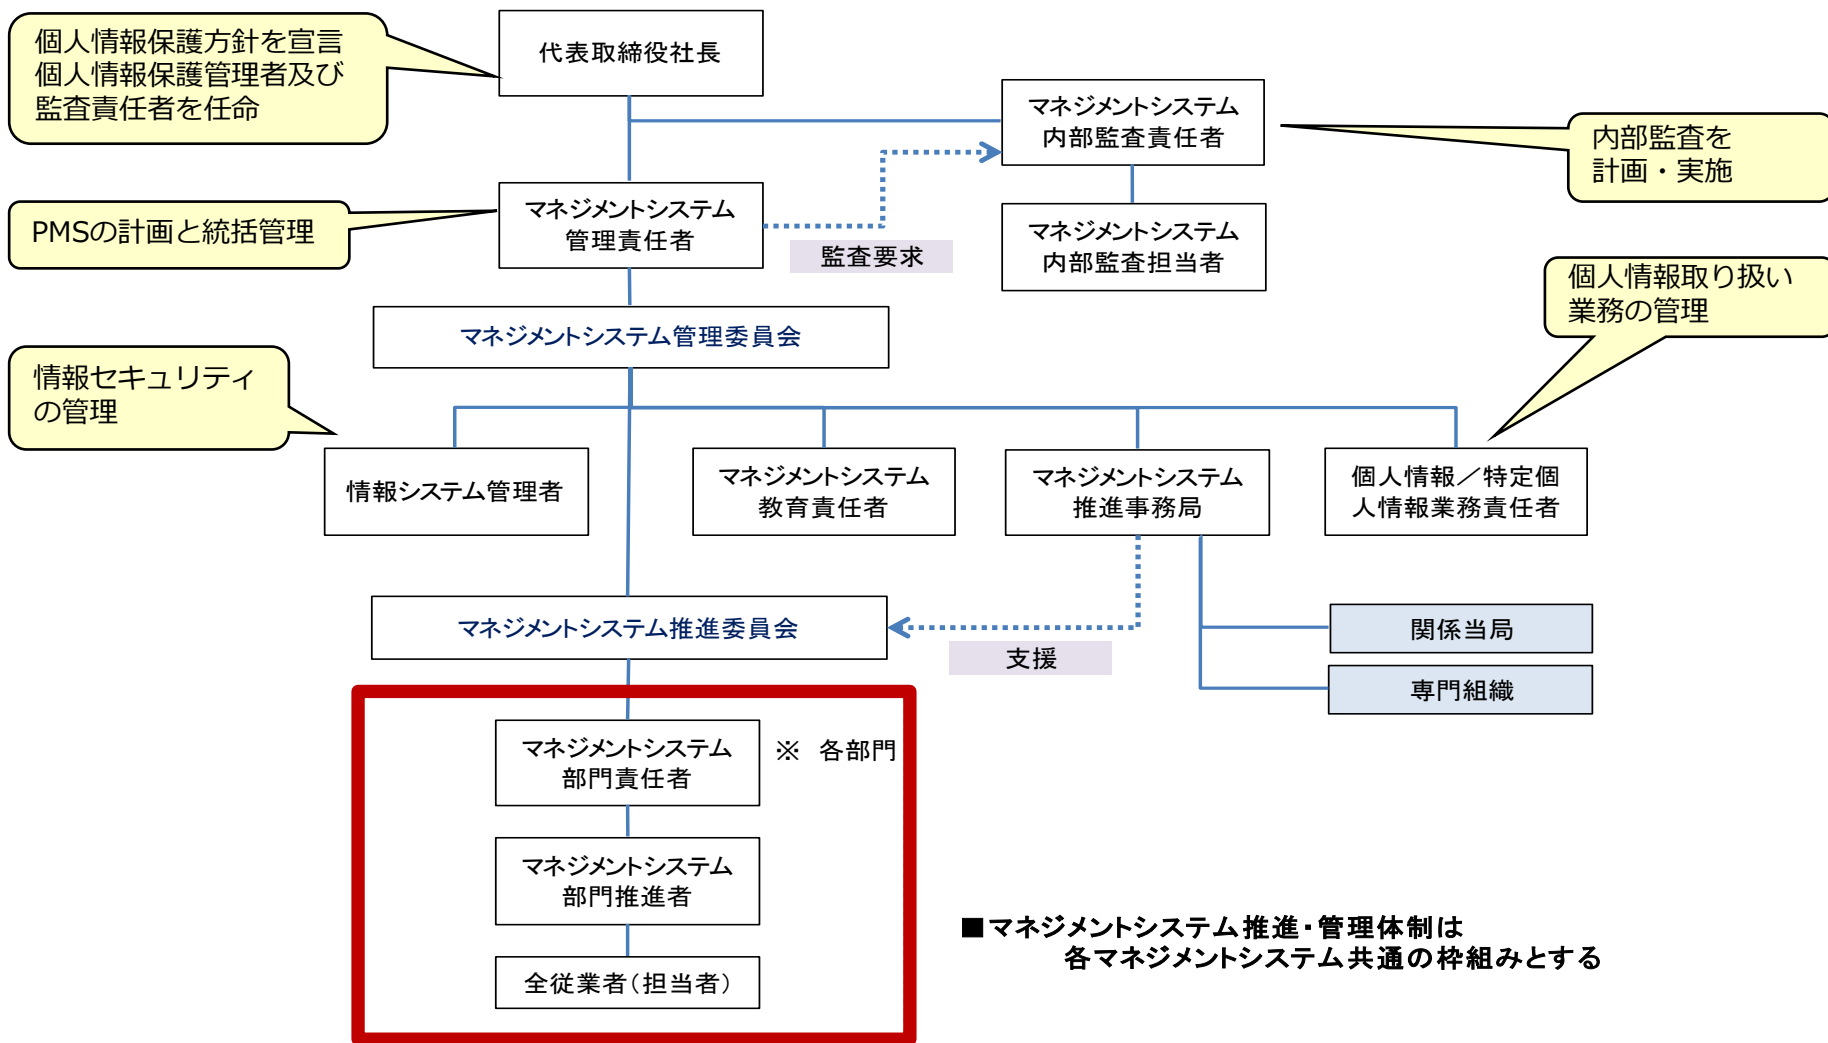 個人情報保護方針を宣言
個人情報保護管理者及び
監査責任者を任命
代表取締役社長
マネジメントシステム
内部監査責任者
内部監査を
計画・実施
PMSの計画と統括管理
マネジメントシステム
管理責任者
監査要求
マネジメントシステム
内部監査担当者
個人情報取り扱い
業務の管理
マネジメントシステム管理委員会
情報セキュリティ
の管理
情報システム管理者
マネジメントシステム
教育責任者
マネジメントシステム
推進事務局
個人情報／特定個
人情報業務責任者
マネジメントシステム推進委員会
支援
関係当局
専門組織
マネジメントシステム
部門責任者
※　各部門
マネジメントシステム
部門推進者
全従業者（担当者）
■マネジメントシステム推進・管理体制は
各マネジメントシステム共通の枠組みとする